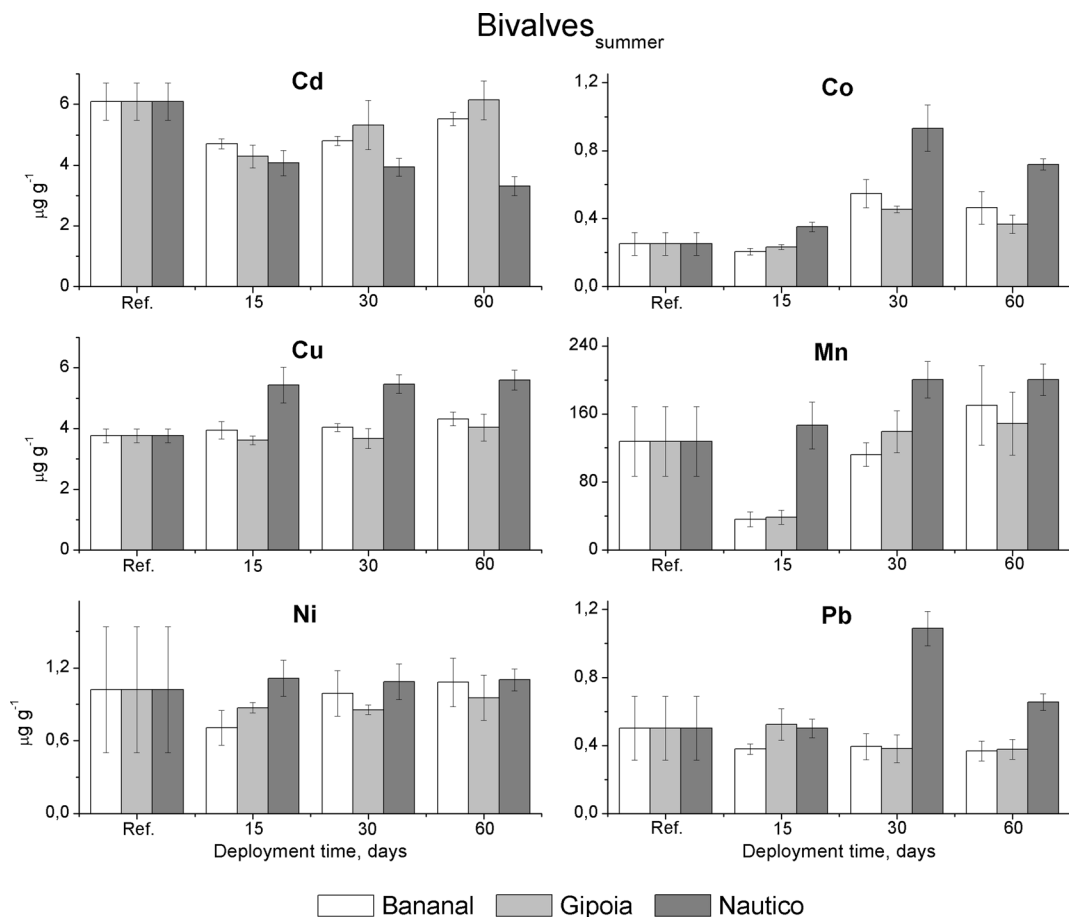 Bivalves summer
Cd
6
4
2
0
µg g-1
Ref. 15 30 60
Co
1,2
0,8
0,4
0,0
Ref. 15 30 60
Cu
6
4
2
0
µg g-1
Ref. 15 30 60
Mn
240
160
80
0
Ref. 15 30 60
Ni
1,2
0,6
0,0
µg g-1
Ref. 15 30 60
Deployment time, days
Pb
1,2
0,8
0,4
0,0
Ref. 15 30 60
Deployment time, days
Bananal Gipoia Nautico